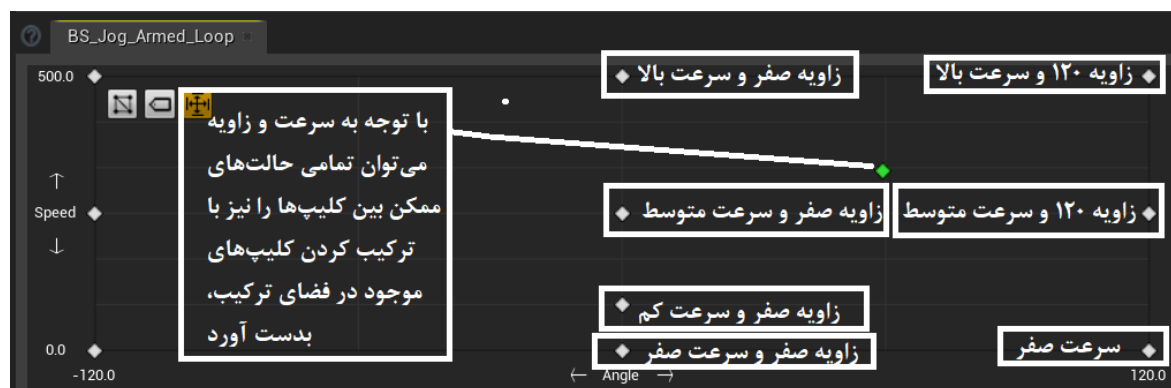 BS_Jog_Armed_Loop
500.0
زاویه صفر و سرعت بالا
زاویه ۱۲۰ و سرعت بالا
با توجه به سرعت و زاویه
می‌توان تمامی حالت‌های
ممکن بین کلیپ‌ها را نیز با
ترکیب کردن کلیپ‌های
موجود در فضای ترکیب،
بدست آورد
Speed
زاویه صفر و سرعت متوسط
زاویه ۱۲۰ و سرعت متوسط
زاویه صفر و سرعت کم
زاویه صفر و سرعت صفر
سرعت صفر
0.0
-120.0
← Angle →
120.0